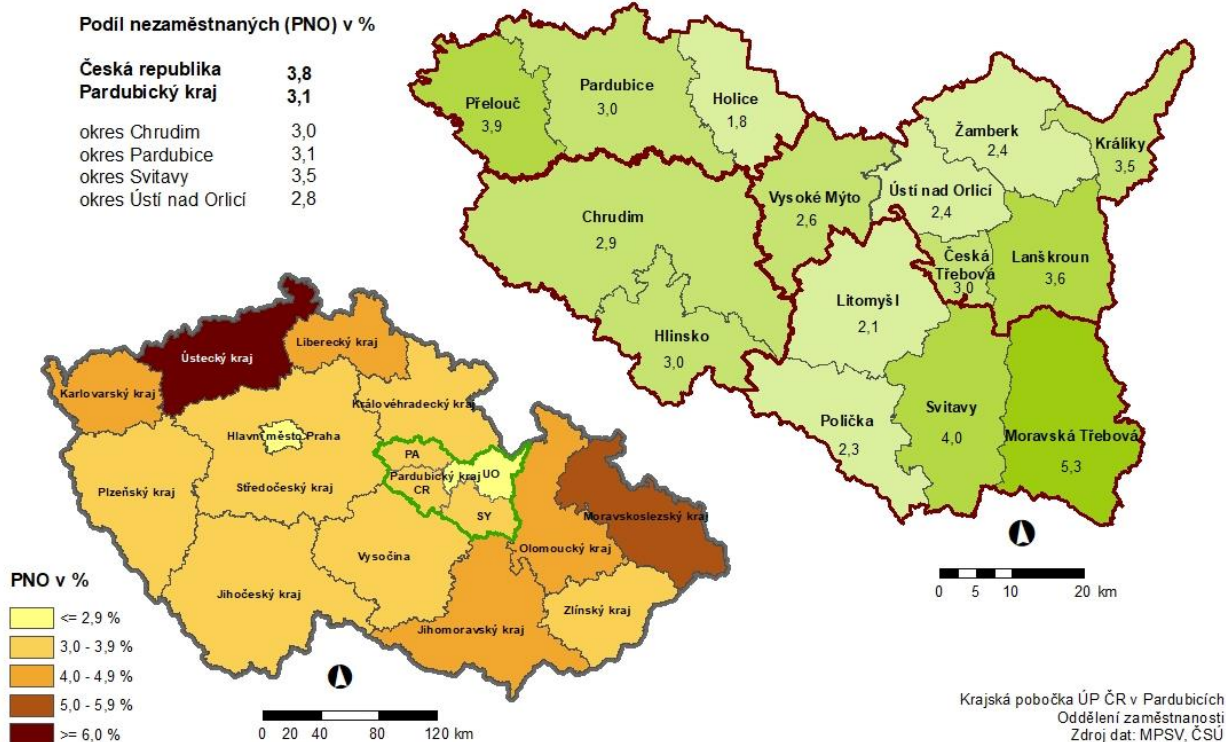 Podíl nezaměstnaných (PNO) v %
Česká republika 3,8
Pardubický kraj 3,1
okres Chrudim 3,0
okres Pardubice 3,1
okres Svitavy 3,5
okres Ústí nad Orlicí 2,8
Přelouč
3,9
Pardubice
3,0
Holice
1,8
Žamberk
2,4
Králíky
3,5
Vysoké Mýto
2,6
Ústí nad Orlicí
2,4
Chrudim
2,9
Česká
Třebová
3,0
Lanškroun
3,6
Litomyšl
2,1
Hlinsko
3,0
Polička
2,3
Svitavy
4,0
Moravská Třebová
5,3
0 5 10 20 km
Ústecký kraj
Liberecký kraj
Karlovarský kraj
Královéhradecký kraj
Hlavní město Praha
PA
UO
Pardubický kraj
CR
Plzeňský kraj
Středočeský kraj
SY
Moravskoslezský kraj
Vysočina
Olomoucký kraj
Jihočeský kraj
Zlínský kraj
Jihomoravský kraj
PNO v %
<= 2,9 %
3,0 - 3,9 %
4,0 - 4,9 %
5,0 - 5,9 %
>= 6,0 %
0 20 40 80 120 km
Krajská pobočka ÚP ČR v Pardubicích
Oddělení zaměstnanosti
Zdroj dat: MPSV, ČSÚ